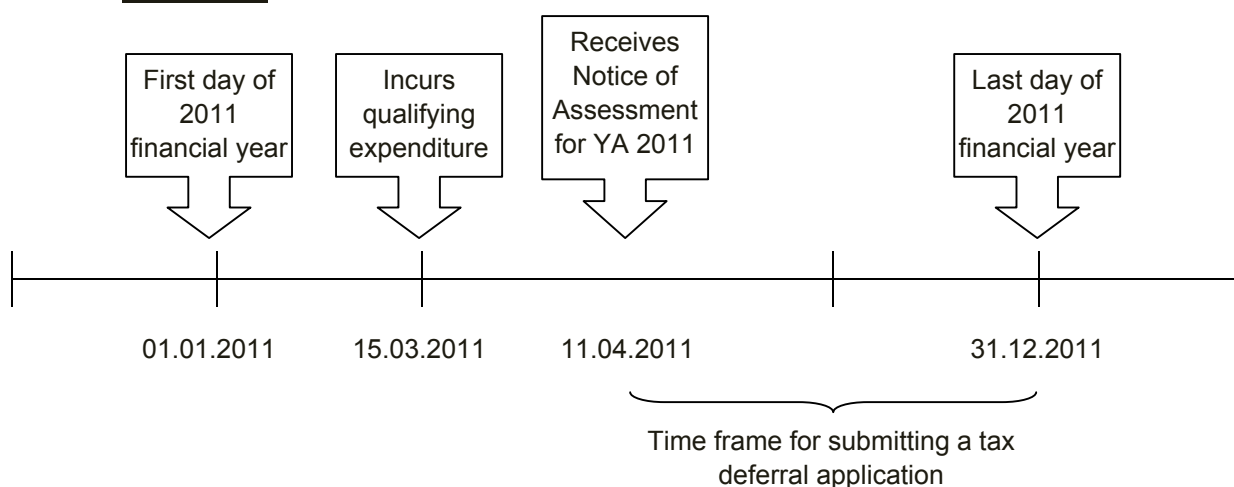 First day of
2011
financial year
Incurs
qualifying
expenditure
Receives
Notice of
Assessment
for YA 2011
Last day of
2011
financial year
01.01.2011
15.03.2011
11.04.2011
31.12.2011
Time frame for submitting a tax
deferral application